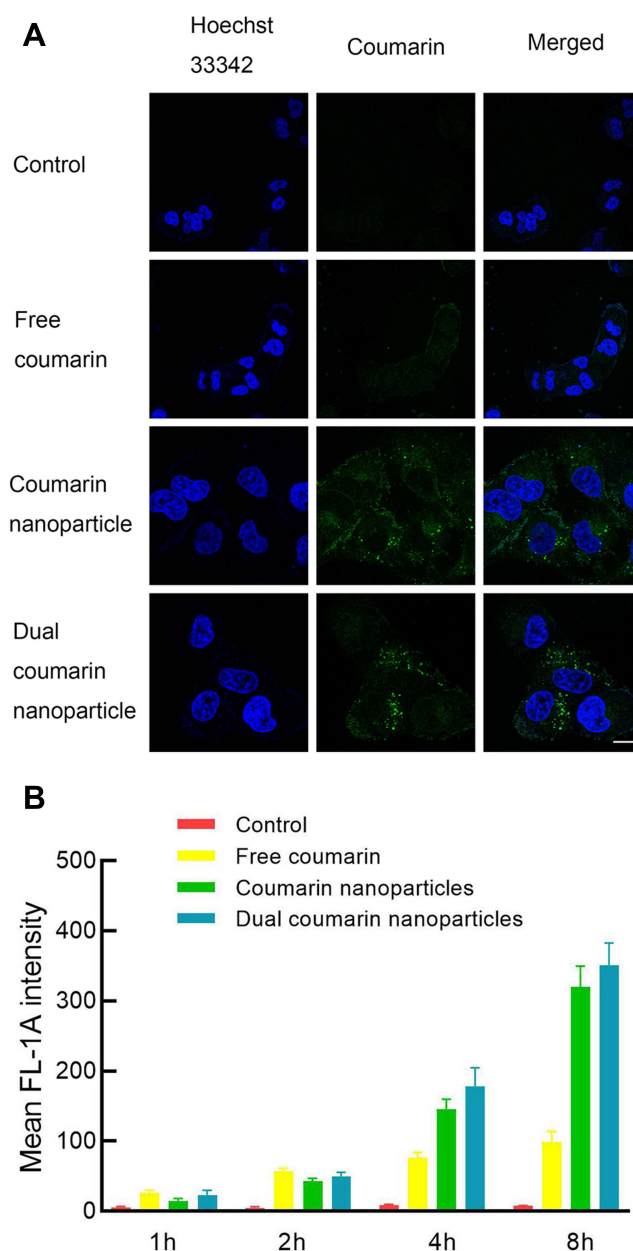 A
Hoechst
33342
Coumarin
Merged
Control
Free
coumarin
Coumarin
nanoparticle
Dual
coumarin
nanoparticle
B
Control
Free coumarin
Coumarin nanoparticles
Dual coumarin nanoparticles
Mean FL-1A intensity
500
400
300
200
100
0
1h
2h
4h
8h